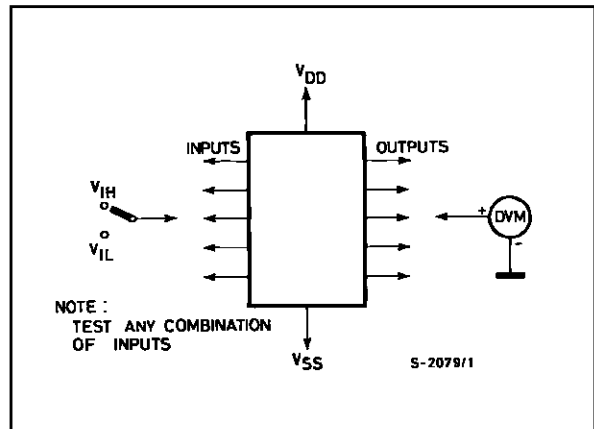 VDD
INPUTS OUTPUTS
VIH
VIL
+ DVM -
NOTE :
TEST ANY COMBINATION
OF INPUTS
VSS
S-2079/1